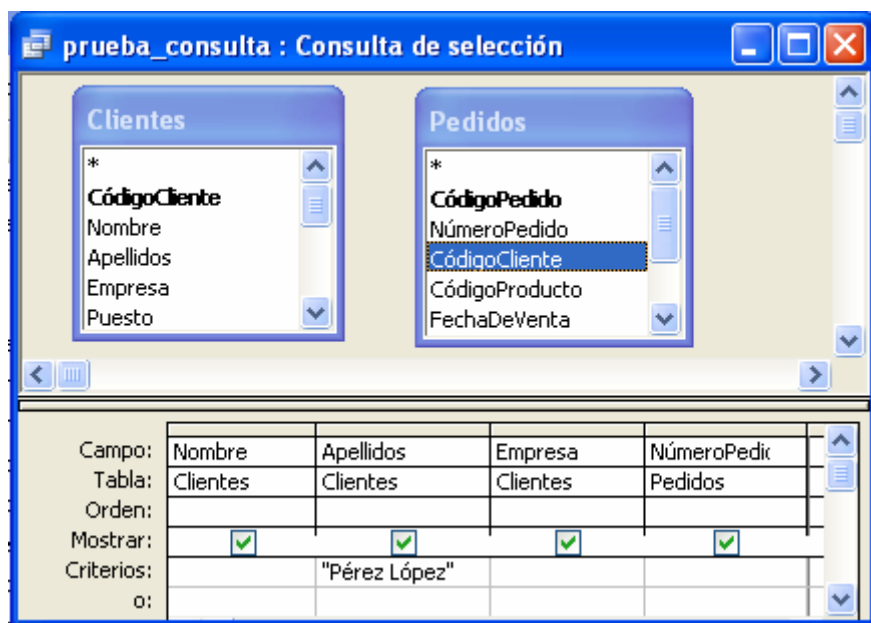 prueba_consulta : Consulta de selección
Clientes
*
CódigoCliente
Nombre
Apellidos
Empresa
Puesto
Pedidos
*
CódigoPedido
NúmeroPedido
CódigoCliente
CódigoProducto
FechaDeVenta
Campo: Nombre Apellidos Empresa NúmeroPedic
Tabla: Clientes Clientes Clientes Pedidos
Orden:
Mostrar:
Criterios: "Pérez López"
o: